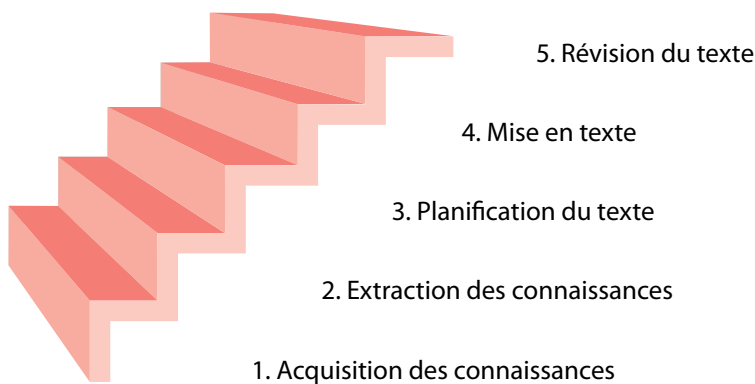 5. Révision du texte
4. Mise en texte
3. Planification du texte
2. Extraction des connaissances
1. Acquisition des connaissances